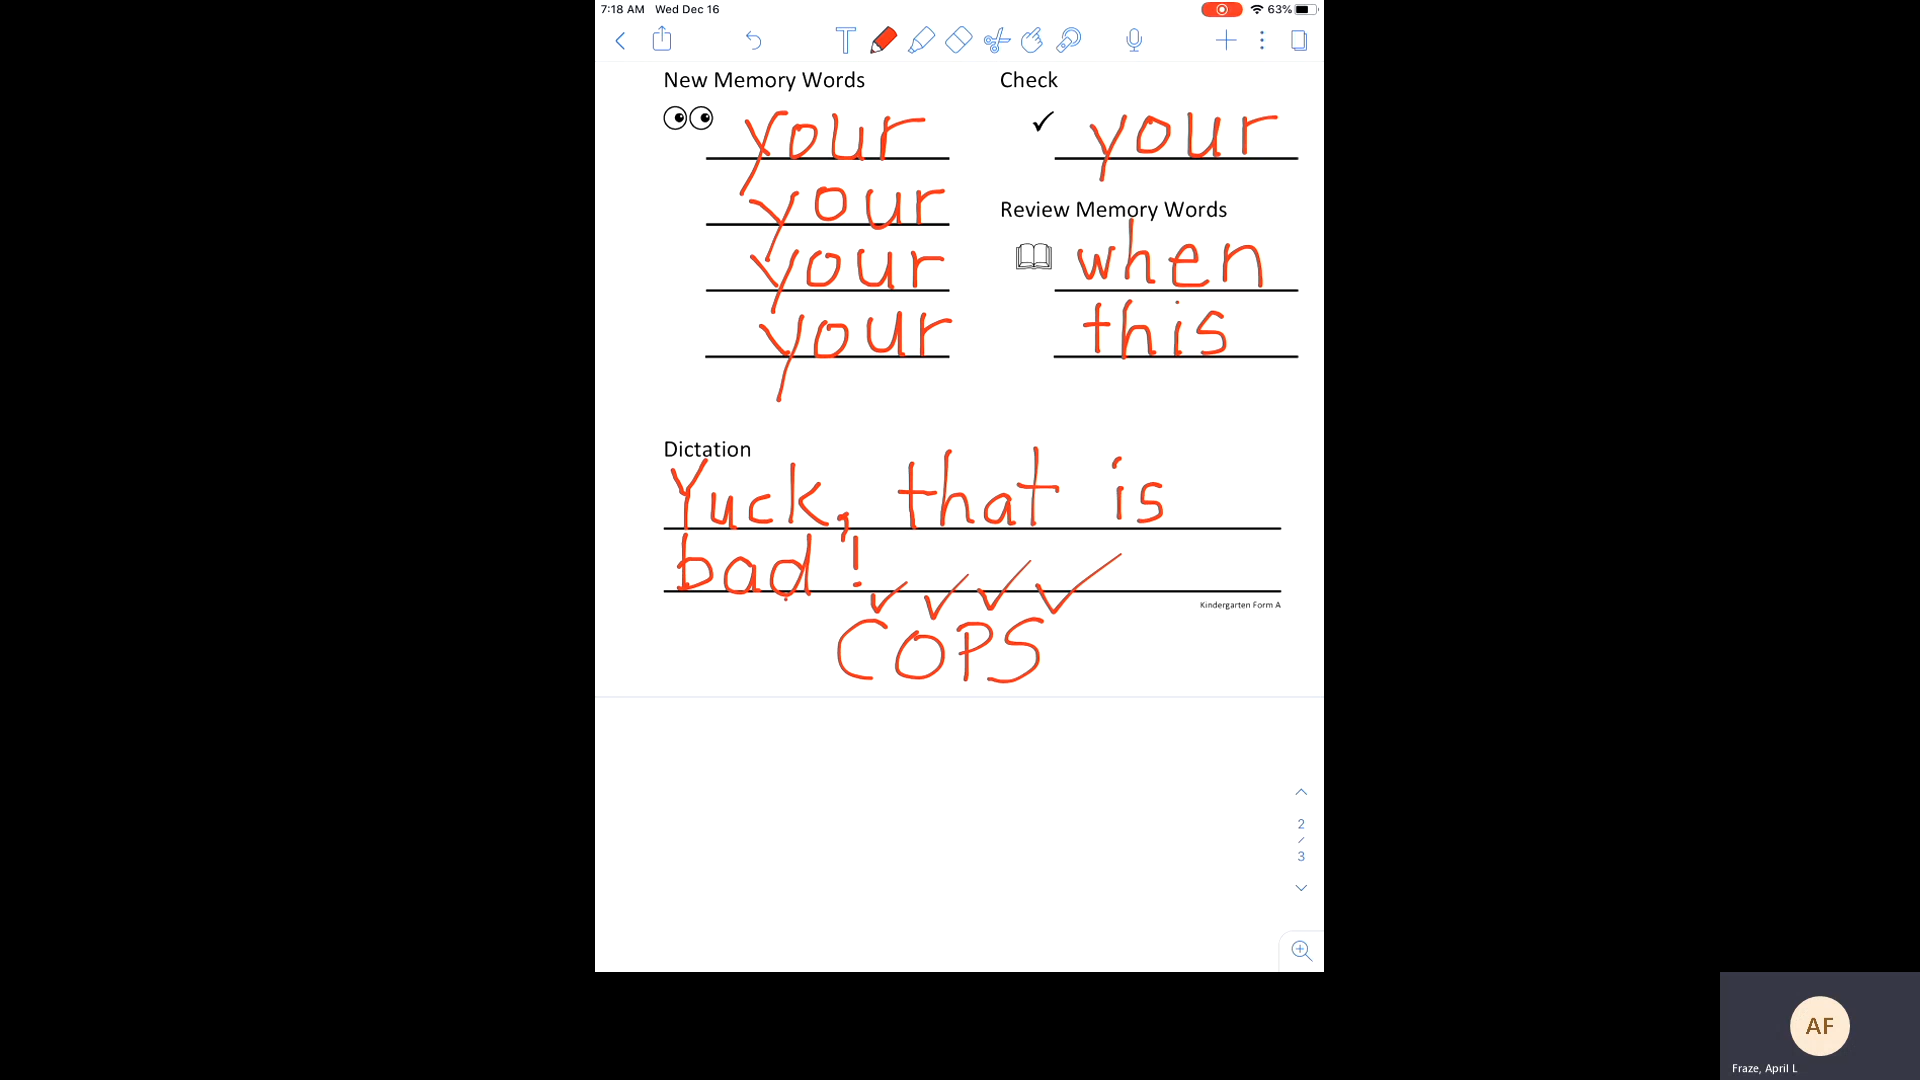 7:18 AM Wed Dec 16
63%
New Memory Words
your
your
your
your
Check
your
Review Memory Words
when
this
Dictation
Yuck, that is
bad!
Kindergarten Form A
COPS
2
/
3
AF
Fraze, April L